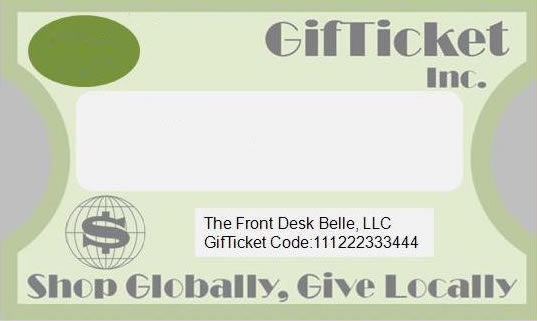 GifTicket
Inc.
$
The Front Desk Belle, LLC
GifTicket Code:111222333444
Shop Globally, Give Locally